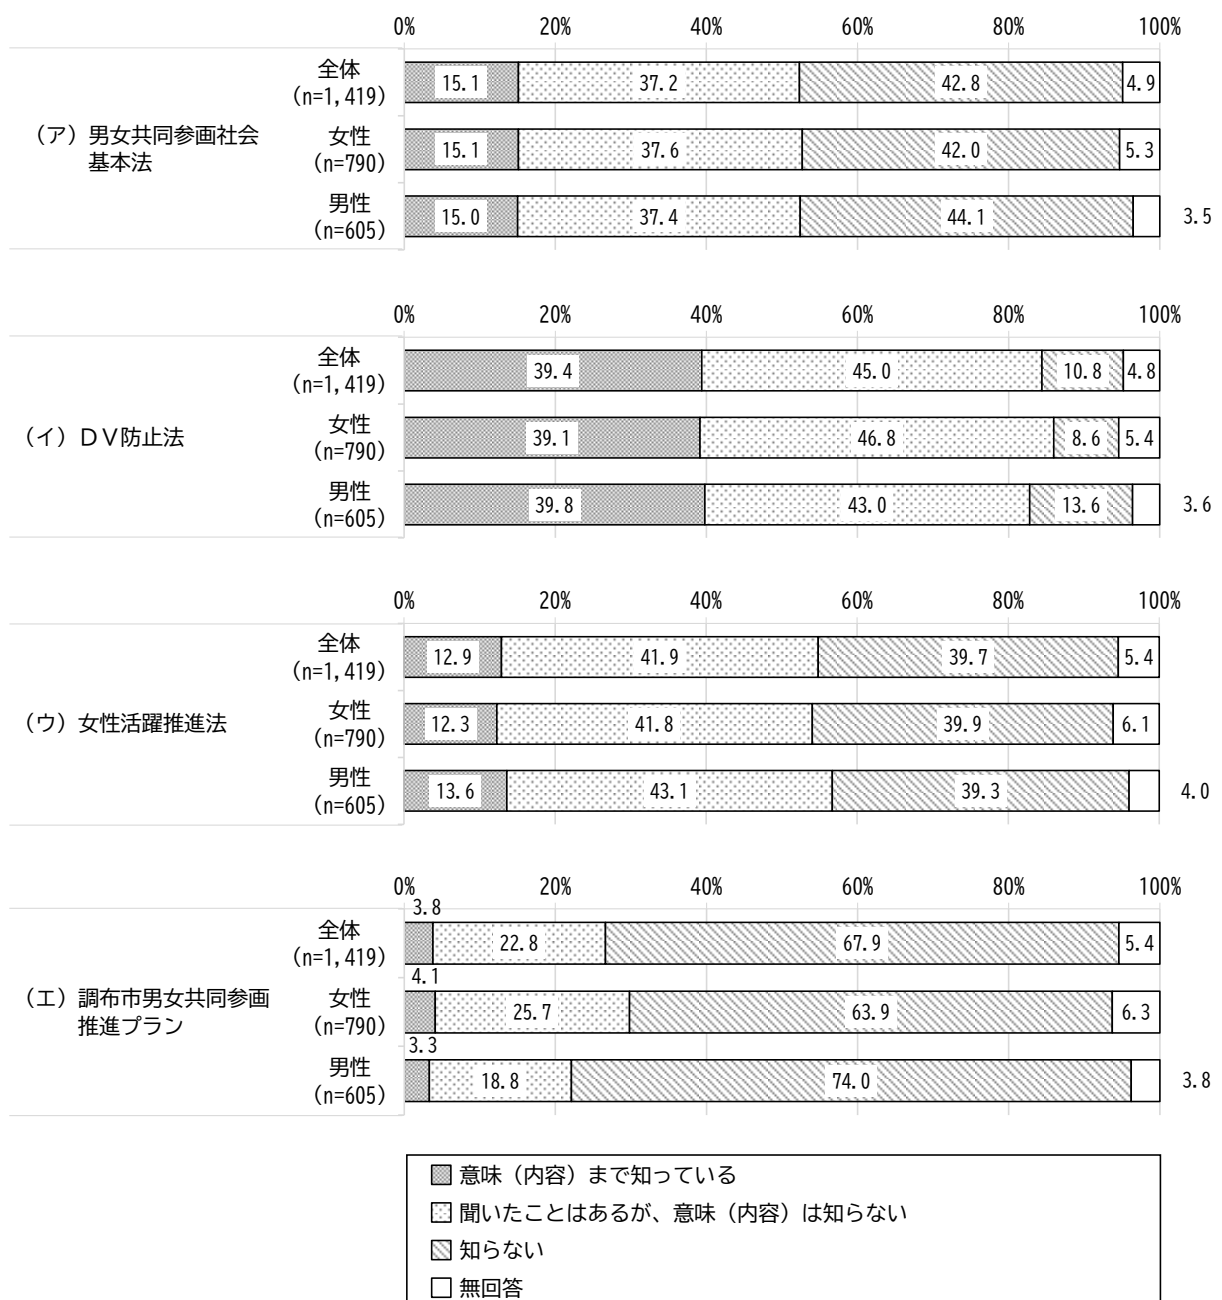 0% 20% 40% 60% 80% 100%
全体
(n=1,419)
15.1 37.2 42.8 4.9
(ア)男女共同参画社会
基本法
女性
(n=790)
15.1 37.6 42.0 5.3
男性
(n=605)
15.0 37.4 44.1 3.5
0% 20% 40% 60% 80% 100%
全体
(n=1,419)
39.4 45.0 10.8 4.8
(イ)DV防止法
女性
(n=790)
39.1 46.8 8.6 5.4
男性
(n=605)
39.8 43.0 13.6 3.6
0% 20% 40% 60% 80% 100%
全体
(n=1,419)
12.9 41.9 39.7 5.4
(ウ)女性活躍推進法
女性
(n=790)
12.3 41.8 39.9 6.1
男性
(n=605)
13.6 43.1 39.3 4.0
0% 20% 40% 60% 80% 100%
全体
(n=1,419)
3.8 22.8 67.9 5.4
(エ)調布市男女共同参画
推進プラン
女性
(n=790)
4.1 25.7 63.9 6.3
男性
(n=605)
3.3 18.8 74.0 3.8
意味(内容)まで知っている
聞いたことはあるが、意味(内容)は知らない
知らない
無回答